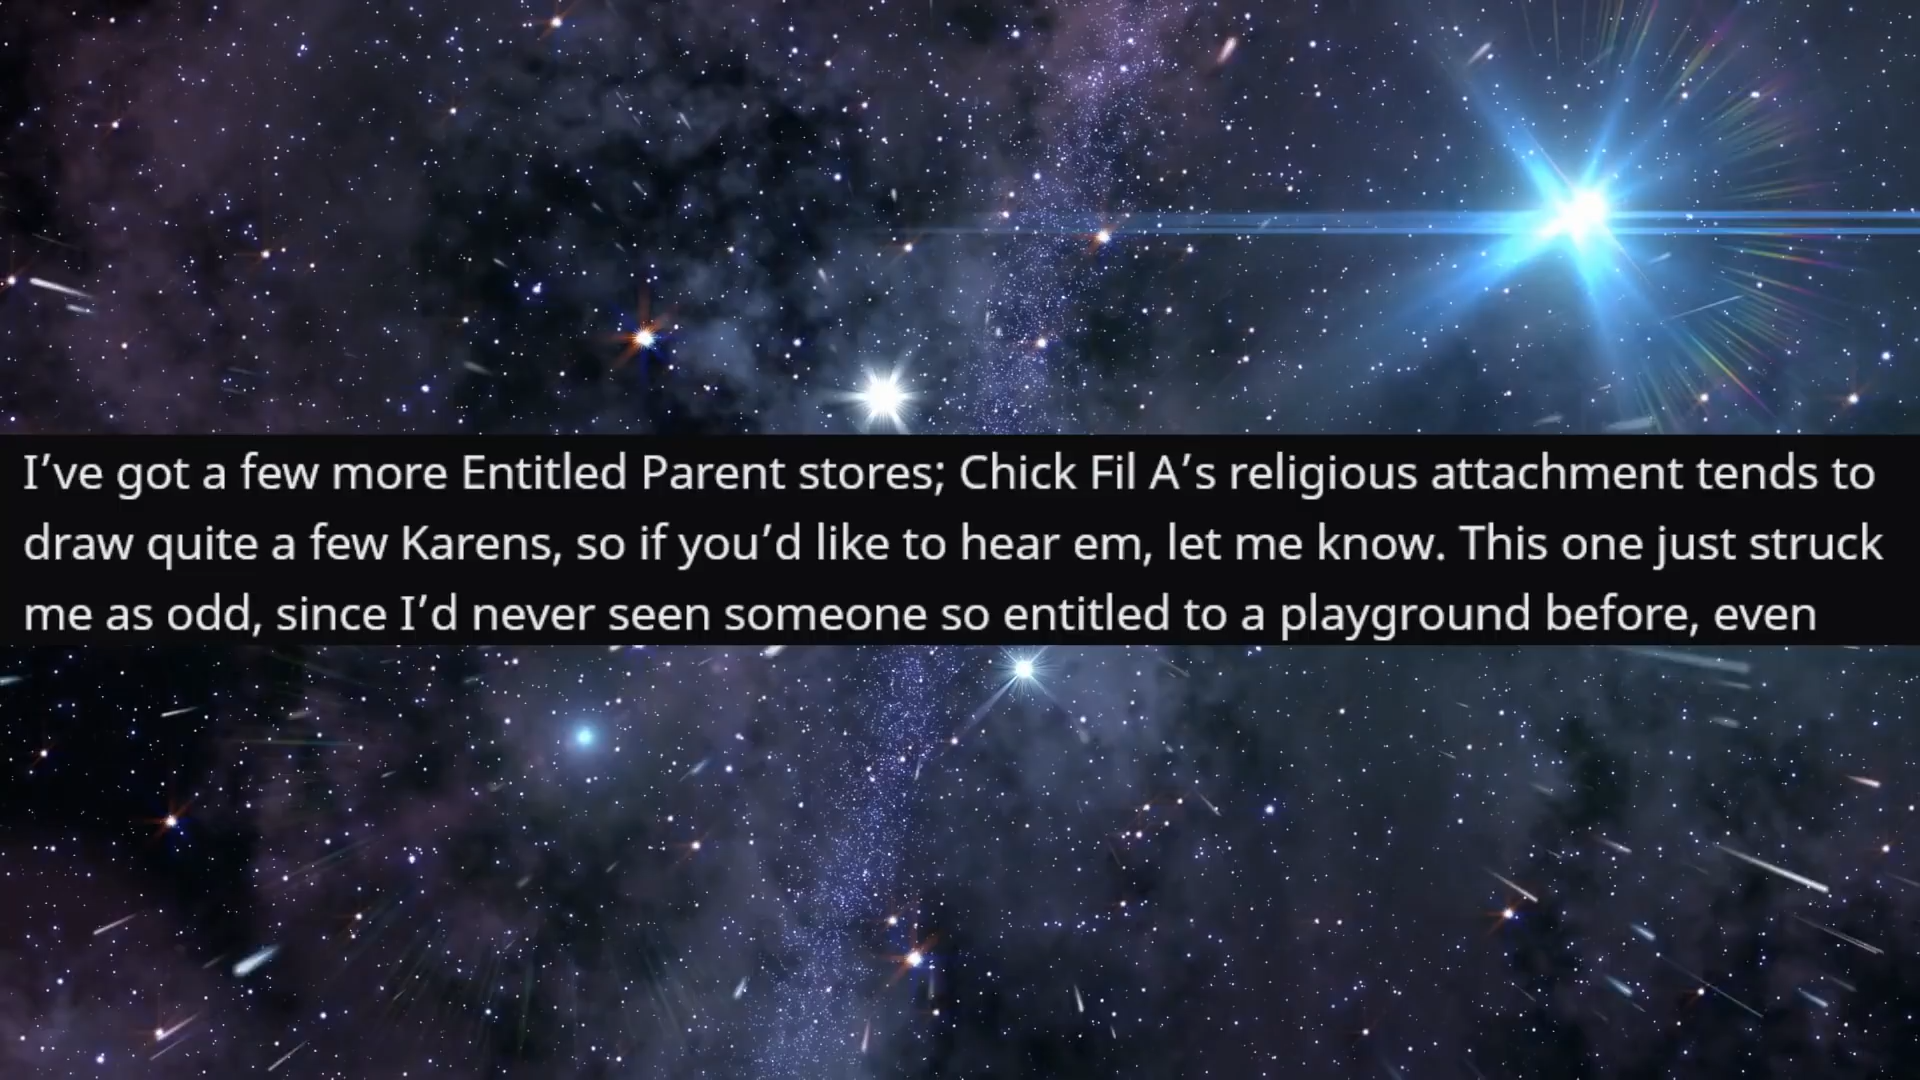 I’ve got a few more Entitled Parent stores; Chick Fil A’s religious attachment tends to
draw quite a few Karens, so if you’d like to hear em, let me know. This one just struck
me as odd, since I’d never seen someone so entitled to a playground before, even